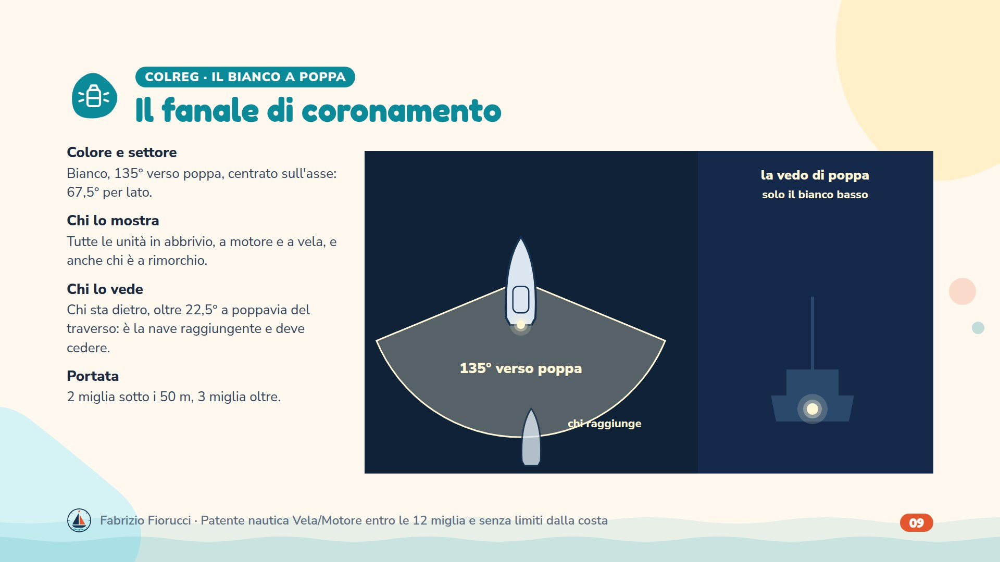 COLREG · IL BIANCO A POPPA
Il fanale di coronamento
Colore e settore
Bianco, 135° verso poppa, centrato sull'asse:
67,5° per lato.
Chi lo mostra
Tutte le unità in abbrivio, a motore e a vela, e
anche chi è a rimorchio.
Chi lo vede
Chi sta dietro, oltre 22,5° a poppavia del
traverso: è la nave raggiungente e deve
cedere.
Portata
2 miglia sotto i 50 m, 3 miglia oltre.
135° verso poppa
chi raggiunge
la vedo di poppa
solo il bianco basso
Fabrizio Fiorucci · Patente nautica Vela/Motore entro le 12 miglia e senza limiti dalla costa
09